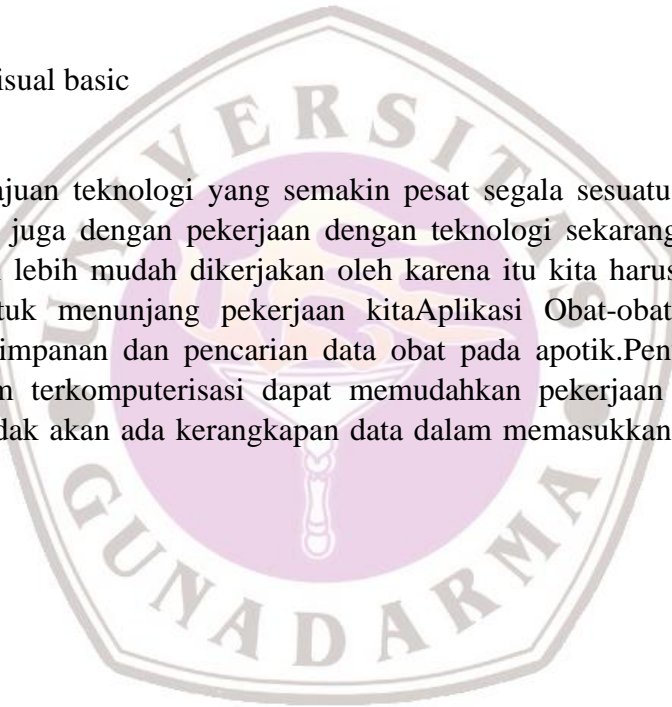 isual basic
ajuan teknologi yang semakin pesat segala sesuatu
juga dengan pekerjaan dengan teknologi sekarang
lebih mudah dikerjakan oleh karena itu kita harus
tuk menunjang pekerjaan kitaAplikasi Obat-obat
impanan dan pencarian data obat pada apotik.Pen
m terkomputerisasi dapat memudahkan pekerjaan
dak akan ada kerangkapan data dalam memasukkan
UNIVERSITAS
GUNADARMA